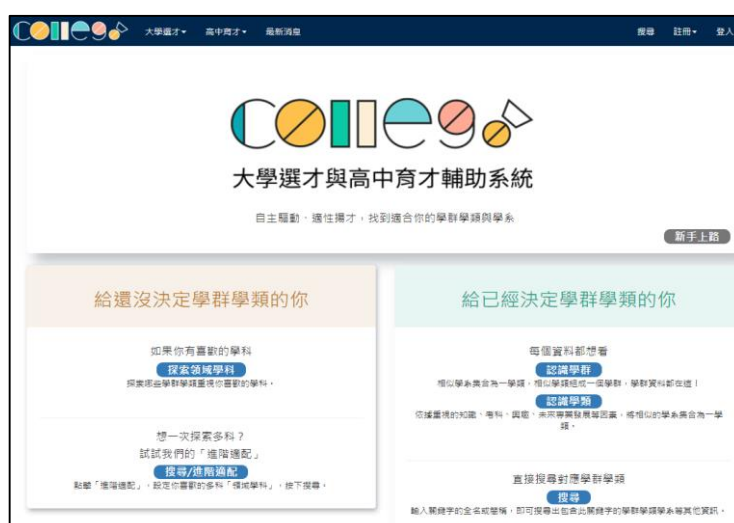 Collego 大學選才▾ 高中育才▾ 最新消息 搜尋 註冊▾ 登入
Collego
大學選才與高中育才輔助系統
自主驅動、適性揚才,找到適合你的學群學類與學系
新手上路
給還沒決定學群學類的你
如果你有喜歡的學科
探索領域學科
探索哪些學群學類重視你喜歡的學科。
想一次探索多科?
試試我們的「進階適配」
搜尋/進階適配
點擊「進階適配」,設定你喜歡的多科「領域學科」,按下搜尋。
給已經決定學群學類的你
每個資料都想看
認識學群
相似學系集合為一學類,相似學類組成一個學群,學群資料都在這!
認識學類
依據重視的知識、考科、興趣、未來專業發展等因素,將相似的學系集合為一學
類。
直接搜尋對應學群學類
搜尋
輸入關鍵字的全名或簡稱,即可搜尋出包含此關鍵字的學群學類學系等其他資訊。